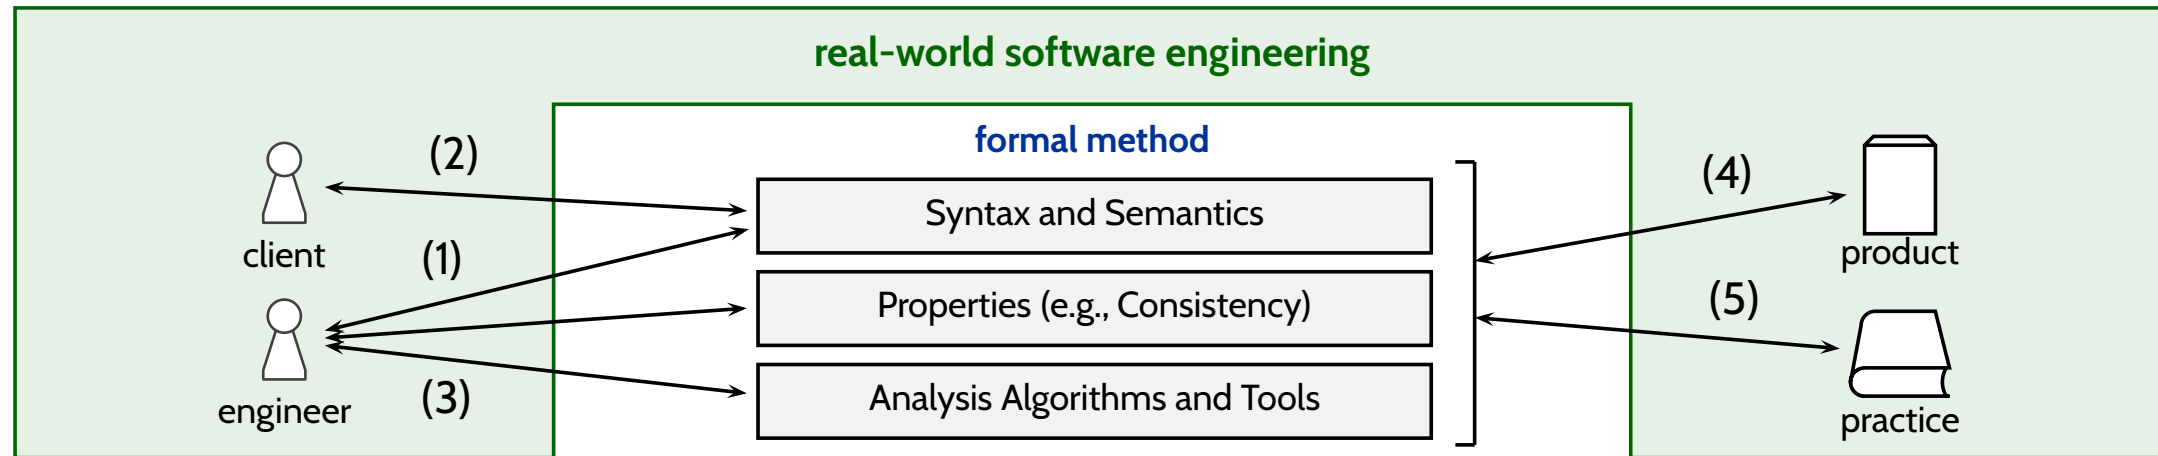 real-world software engineering
formal method
(2)
client
(1)
engineer
(3)
Syntax and Semantics
Properties (e.g., Consistency)
Analysis Algorithms and Tools
(4)
product
(5)
practice